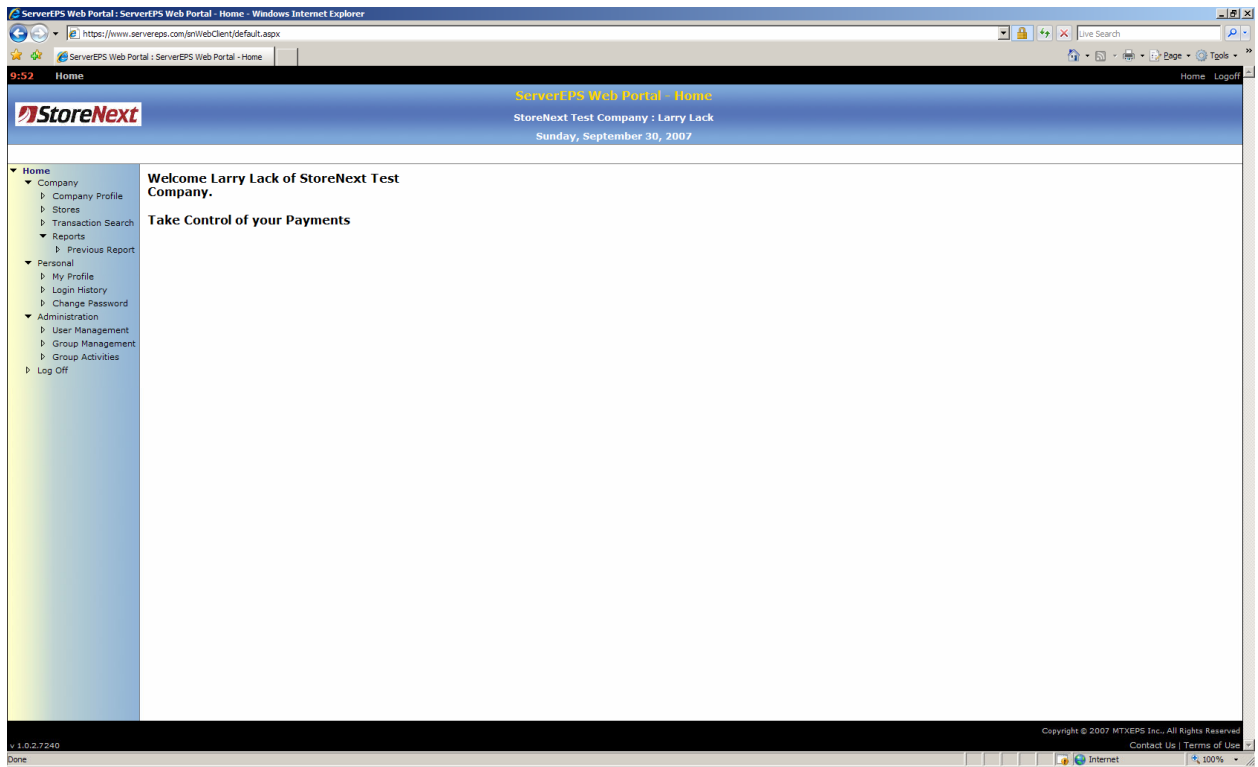 ServerEPS Web Portal : ServerEPS Web Portal - Home - Windows Internet Explorer
https://www.servereps.com/snWebClient/default.aspx
Live Search
ServerEPS Web Portal : ServerEPS Web Portal - Home
Page
Tools
9:52 Home
Home Logoff
StoreNext
ServerEPS Web Portal - Home
StoreNext Test Company : Larry Lack
Sunday, September 30, 2007
Home
Company
Company Profile
Stores
Transaction Search
Reports
Previous Report
Personal
My Profile
Login History
Change Password
Administration
User Management
Group Management
Group Activities
Log Off
Welcome Larry Lack of StoreNext Test
Company.
Take Control of your Payments
Copyright © 2007 MTXEPS Inc., All Rights Reserved
v 1.0.2.7240
Contact Us | Terms of Use
Done
Internet
100%